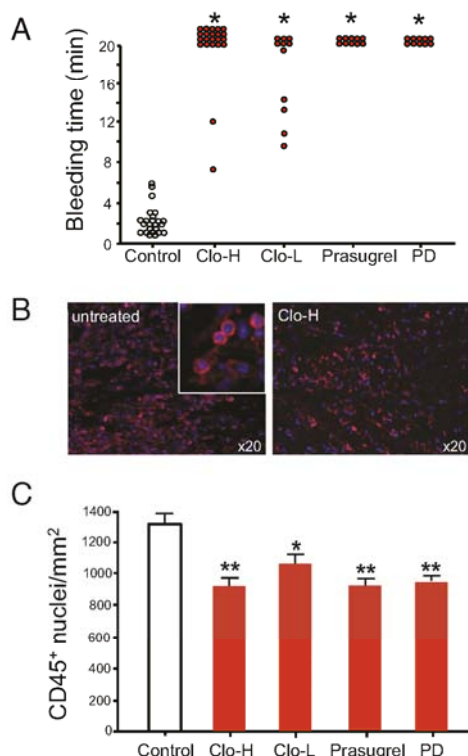 A
Bleeding time (min)
* * * *
20
16
12
8
4
0
Control Clo-H Clo-L Prasugrel PD
B
untreated
x20
Clo-H
x20
C
CD45+ nuclei/mm2
1400
1200
1000
800
600
400
200
0
** * ** **
Control Clo-H Clo-L Prasugrel PD